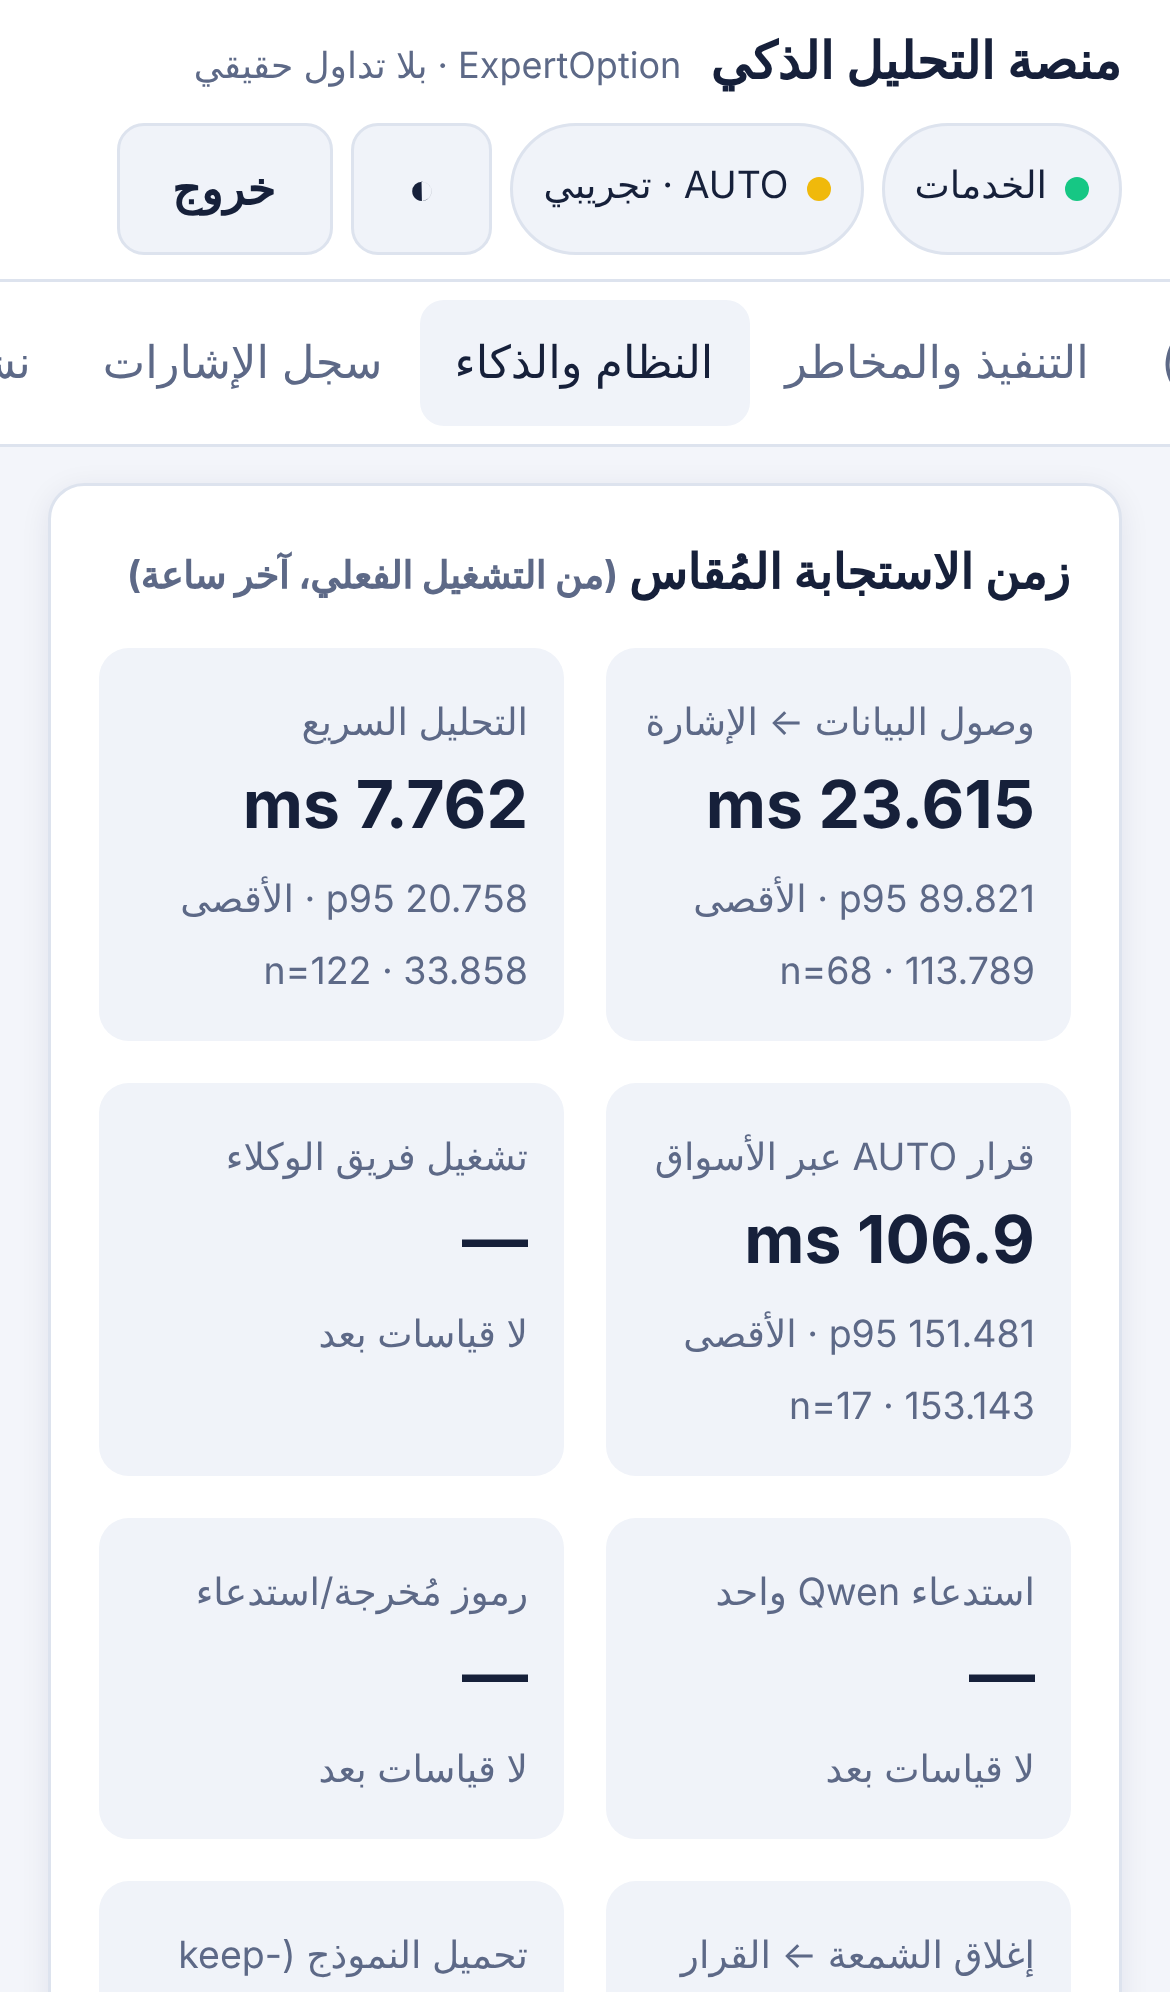 منصة التحليل الذكي ExpertOption · بلا تداول حقيقي
الخدمات
AUTO · تجريبي
خروج
التنفيذ والمخاطر
النظام والذكاء
سجل الإشارات
زمن الاستجابة المُقاس (من التشغيل الفعلي، آخر ساعة)
وصول البيانات ← الإشارة
23.615 ms
p95 89.821 · الأقصى
113.789 · n=68
التحليل السريع
7.762 ms
p95 20.758 · الأقصى
33.858 · n=122
قرار AUTO عبر الأسواق
106.9 ms
p95 151.481 · الأقصى
153.143 · n=17
تشغيل فريق الوكلاء
—
لا قياسات بعد
استدعاء Qwen واحد
—
لا قياسات بعد
رموز مُخرجة/استدعاء
—
لا قياسات بعد
إغلاق الشمعة ← القرار
تحميل النموذج (keep-